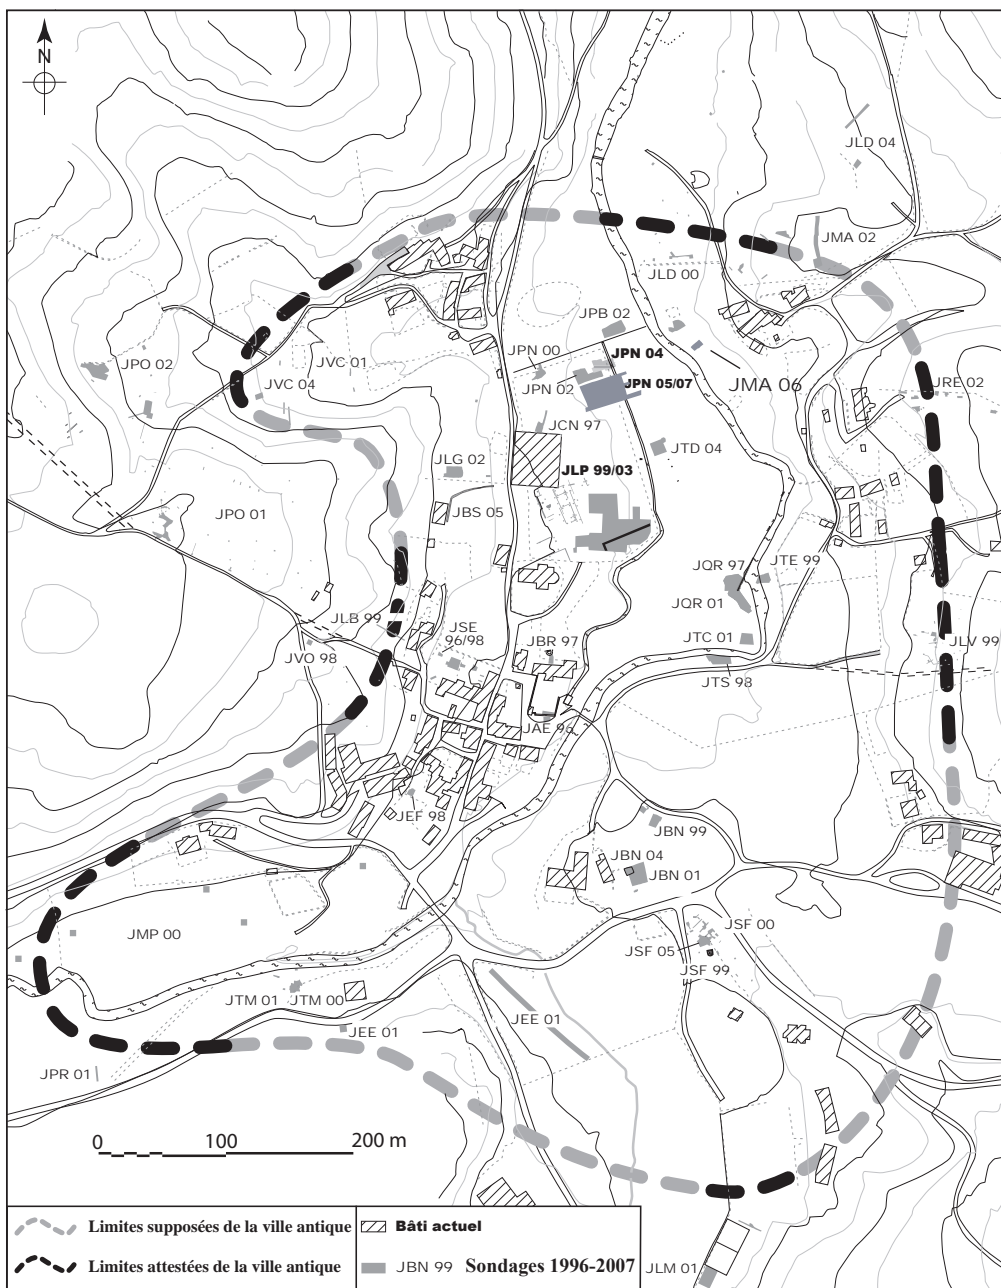 N
JLD 04
JMA 02
JLD 00
JPB 02
JPN 00
JPN 04
JPO 02
JVC 01
JVC 04
JPN 02
JPN 05/07
JMA 06
JRE 02
JCN 97
JTD 04
JLG 02
JLP 99/03
JBS 05
JPO 01
JQR 97
JTE 99
JQR 01
JLB 99
JSE
96/98
JBR 97
JTC 01
JLV 99
JVO 98
JTS 98
JAE 96
JEF 98
JBN 99
JBN 04
JBN 01
JMP 00
JSF 00
JSF 05
JSF 99
JTM 01
JTM 00
JEE 01
JEE 01
JPR 01
0 100 200 m
Limites supposées de la ville antique
Bâti actuel
Limites attestées de la ville antique
JBN 99 Sondages 1996-2007
JLM 01